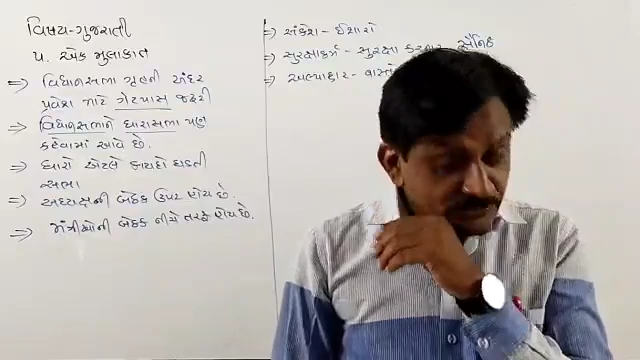 વિષય-ગુજરાતી
૫. એક મુલાકાત
⇒ વિધાનસભા ગૃહની અંદર
પ્રવેશ માટે ગેટપાસ જરૂરી
⇒ વિધાનસભાને ધારાસભા પણ
કહેવામાં આવે છે.
⇒ ધારો એટલે કાયદો ઘડતી
સભા
⇒ અધ્યક્ષની બેઠક ઉપર હોય છે.
⇒ મંત્રીઓની બેઠક નીચે તરફ હોય છે.
⇒ સંકેત - ઈશારો
⇒ સુરક્ષાકર્મી - સુરક્ષા કરનાર સૈનિક
⇒ અલ્પાહાર -